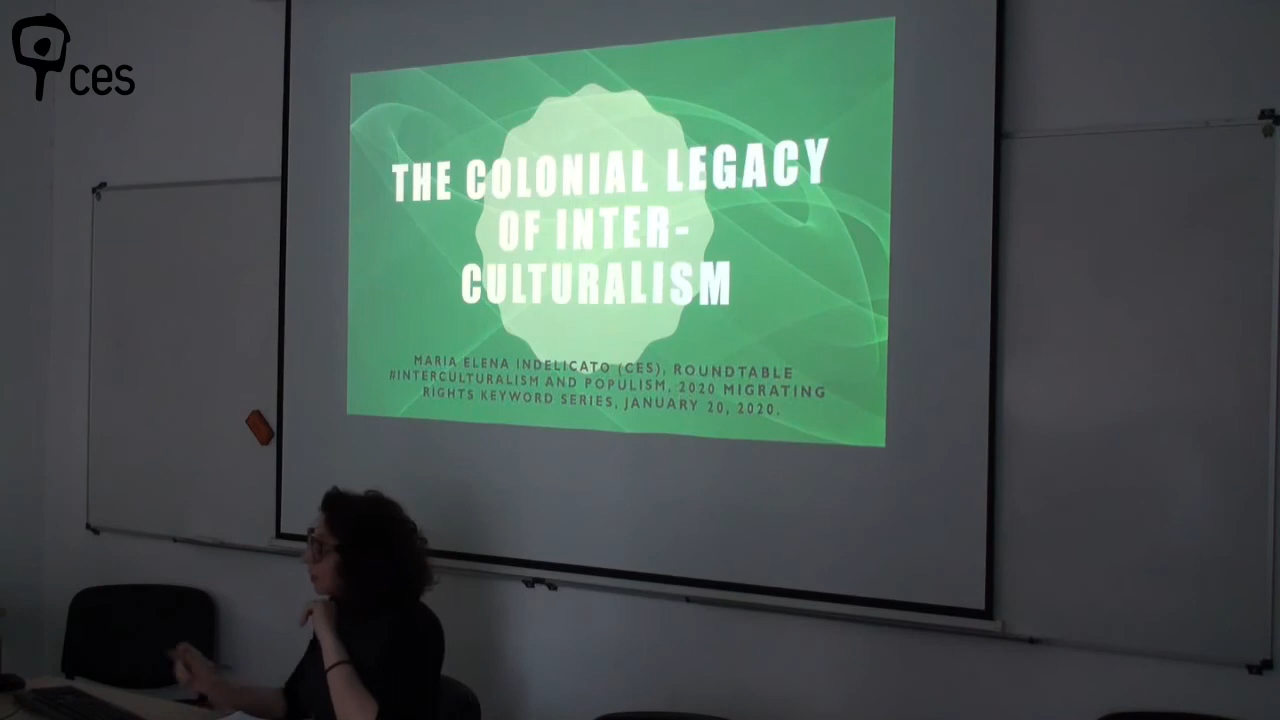 ces
THE COLONIAL LEGACY
OF INTER-
CULTURALISM
MARIA ELENA INDELICATO (CES), ROUNDTABLE
#INTERCULTURALISM AND POPULISM, 2020 MIGRATING
RIGHTS KEYWORD SERIES, JANUARY 20, 2020.